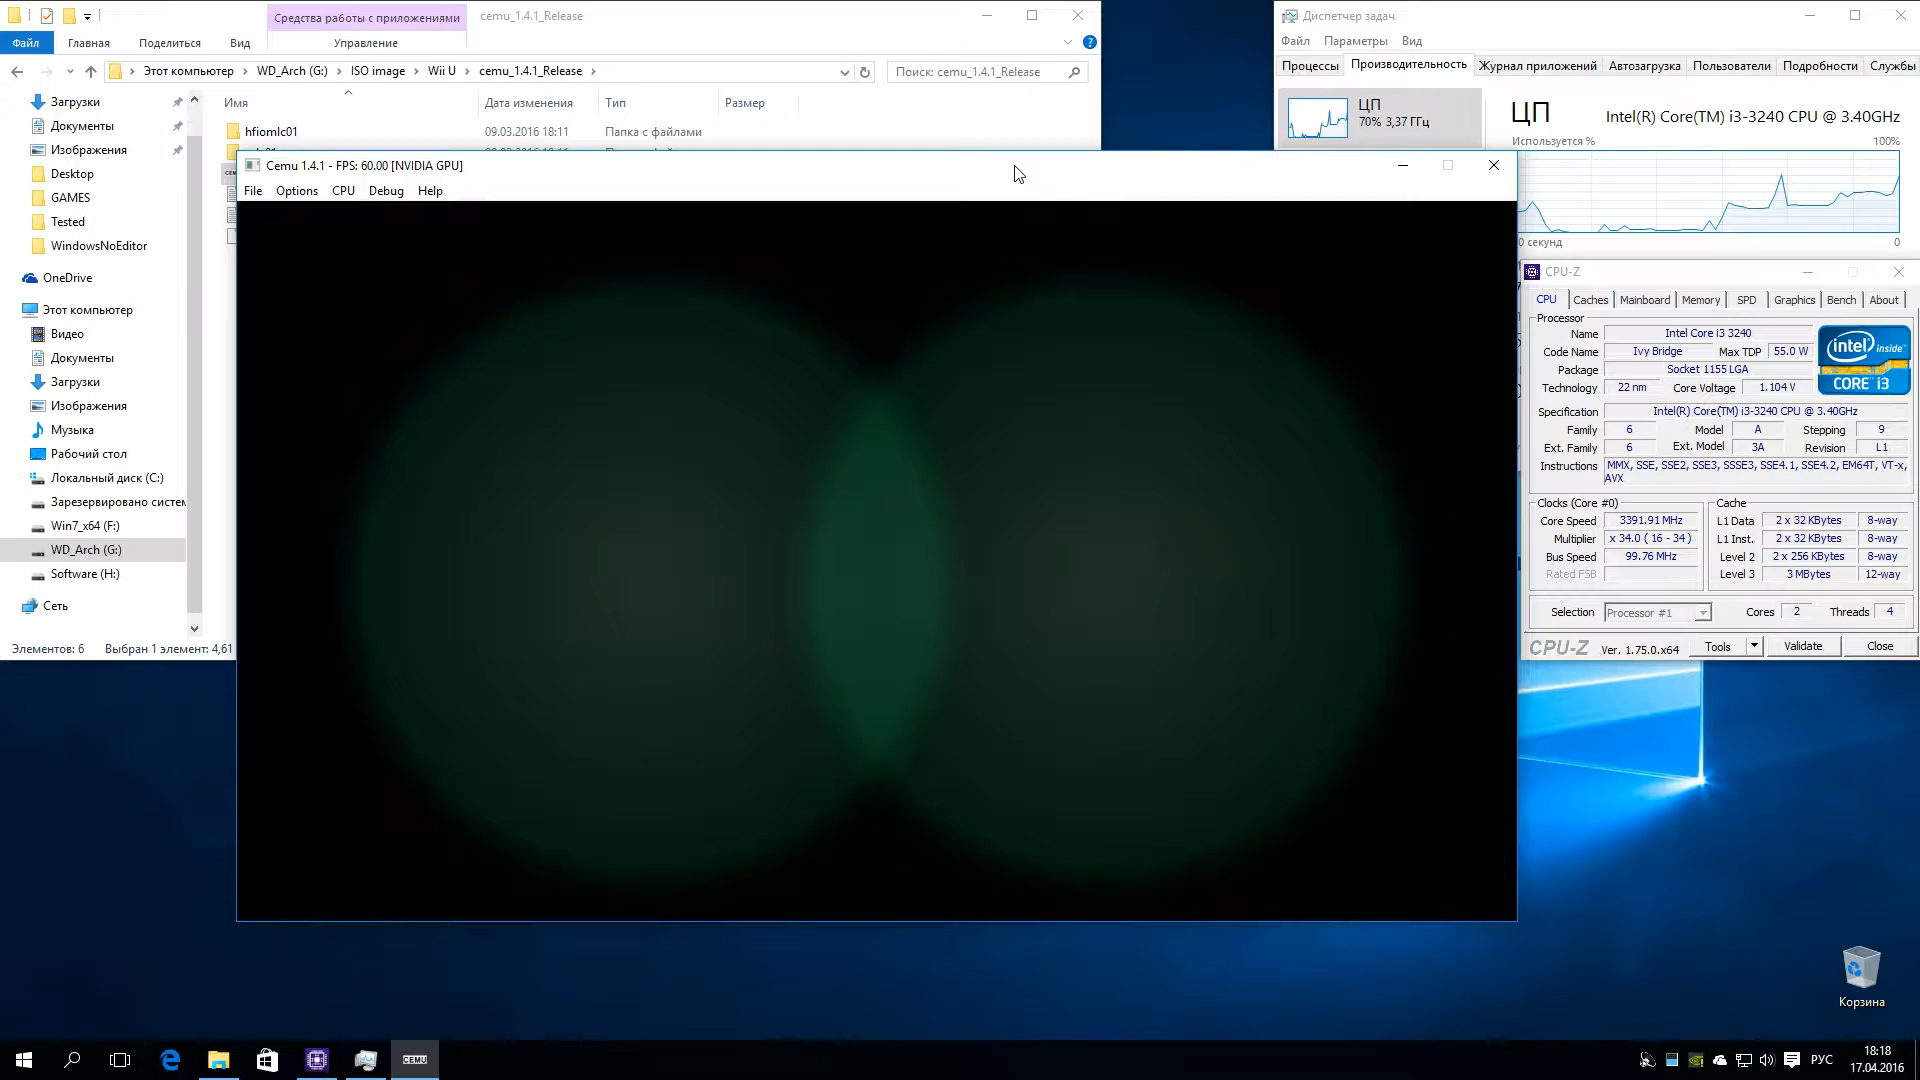 Средства работы с приложениями
cemu_1.4.1_Release
Файл
Главная
Поделиться
Вид
Управление
Этот компьютер
WD_Arch (G:)
ISO image
Wii U
cemu_1.4.1_Release
Поиск: cemu_1.4.1_Release
Имя
Дата изменения
Тип
Размер
hfiomlc01
09.03.2016 18:11
Папка с файлами
Загрузки
Документы
Изображения
Desktop
GAMES
Tested
WindowsNoEditor
OneDrive
Этот компьютер
Видео
Документы
Загрузки
Изображения
Музыка
Рабочий стол
Локальный диск (C:)
Зарезервировано систем
Win7_x64 (F:)
WD_Arch (G:)
Software (H:)
Сеть
Элементов: 6
Выбран 1 элемент: 4,61
Cemu 1.4.1 - FPS: 60.00 [NVIDIA GPU]
File
Options
CPU
Debug
Help
Диспетчер задач
Файл
Параметры
Вид
Процессы
Производительность
Журнал приложений
Автозагрузка
Пользователи
Подробности
Службы
ЦП
70% 3,37 ГГц
ЦП
Intel(R) Core(TM) i3-3240 CPU @ 3.40GHz
Используется %
100%
0 секунд
0
CPU-Z
CPU
Caches
Mainboard
Memory
SPD
Graphics
Bench
About
Processor
Name
Intel Core i3 3240
Code Name
Ivy Bridge
Max TDP
55.0 W
Package
Socket 1155 LGA
Technology
22 nm
Core Voltage
1.104 V
intel inside
CORE i3
Specification
Intel(R) Core(TM) i3-3240 CPU @ 3.40GHz
Family
6
Model
A
Stepping
9
Ext. Family
6
Ext. Model
3A
Revision
L1
Instructions
MMX, SSE, SSE2, SSE3, SSSE3, SSE4.1, SSE4.2, EM64T, VT-x,
AVX
Clocks (Core #0)
Core Speed
3391.91 MHz
Multiplier
x 34.0 ( 16 - 34 )
Bus Speed
99.76 MHz
Rated FSB
Cache
L1 Data
2 x 32 KBytes
8-way
L1 Inst.
2 x 32 KBytes
8-way
Level 2
2 x 256 KBytes
8-way
Level 3
3 MBytes
12-way
Selection
Processor #1
Cores
2
Threads
4
CPU-Z
Ver. 1.75.0.x64
Tools
Validate
Close
Корзина
CEMU
РУС
18:18
17.04.2016